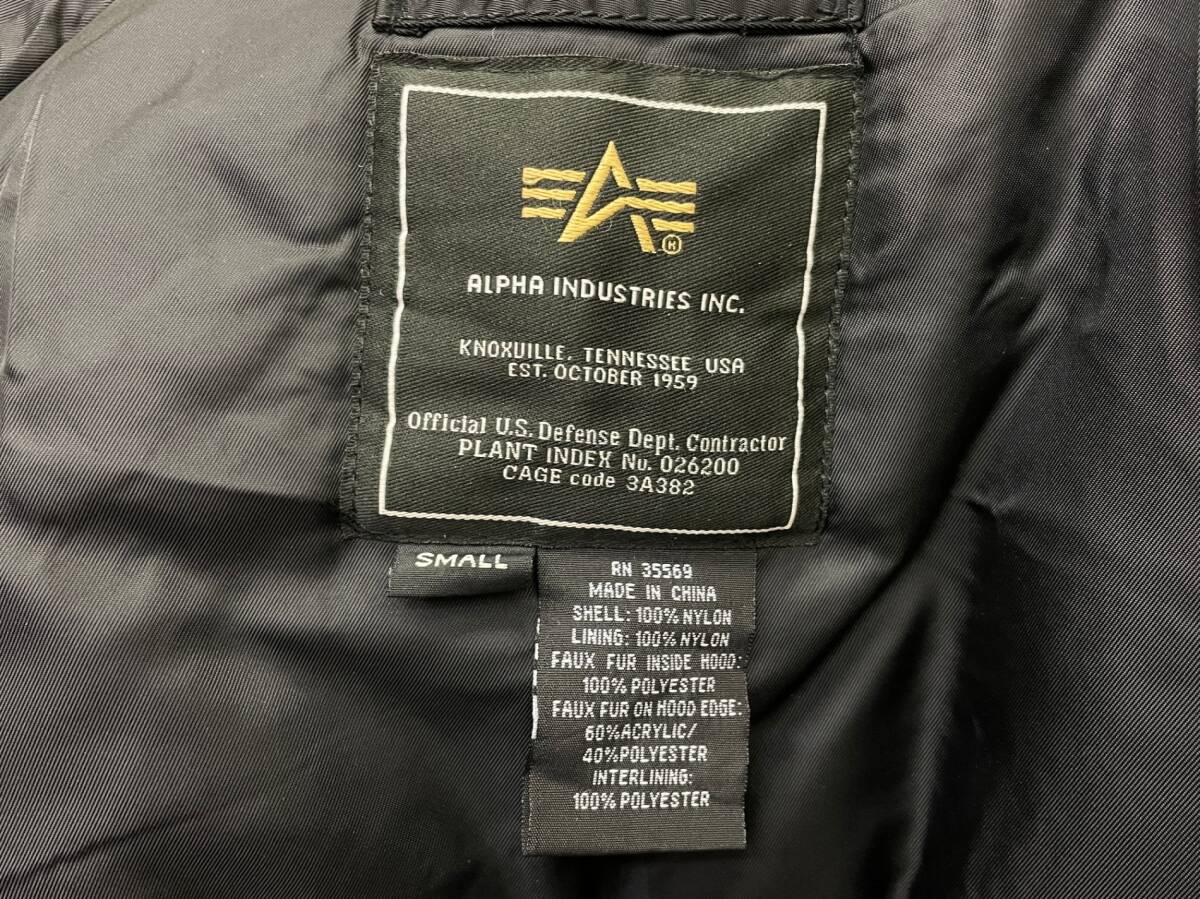 ALPHA INDUSTRIES INC.
KNOXVILLE, TENNESSEE USA
EST. OCTOBER 1959
Official U.S. Defense Dept. Contractor
PLANT INDEX No. 026200
CAGE code 3A382
SMALL
RN 35569
MADE IN CHINA
SHELL: 100% NYLON
LINING: 100% NYLON
FAUX FUR INSIDE HOOD:
100% POLYESTER
FAUX FUR ON HOOD EDGE:
60%ACRYLIC/
40%POLYESTER
INTERLINING:
100% POLYESTER